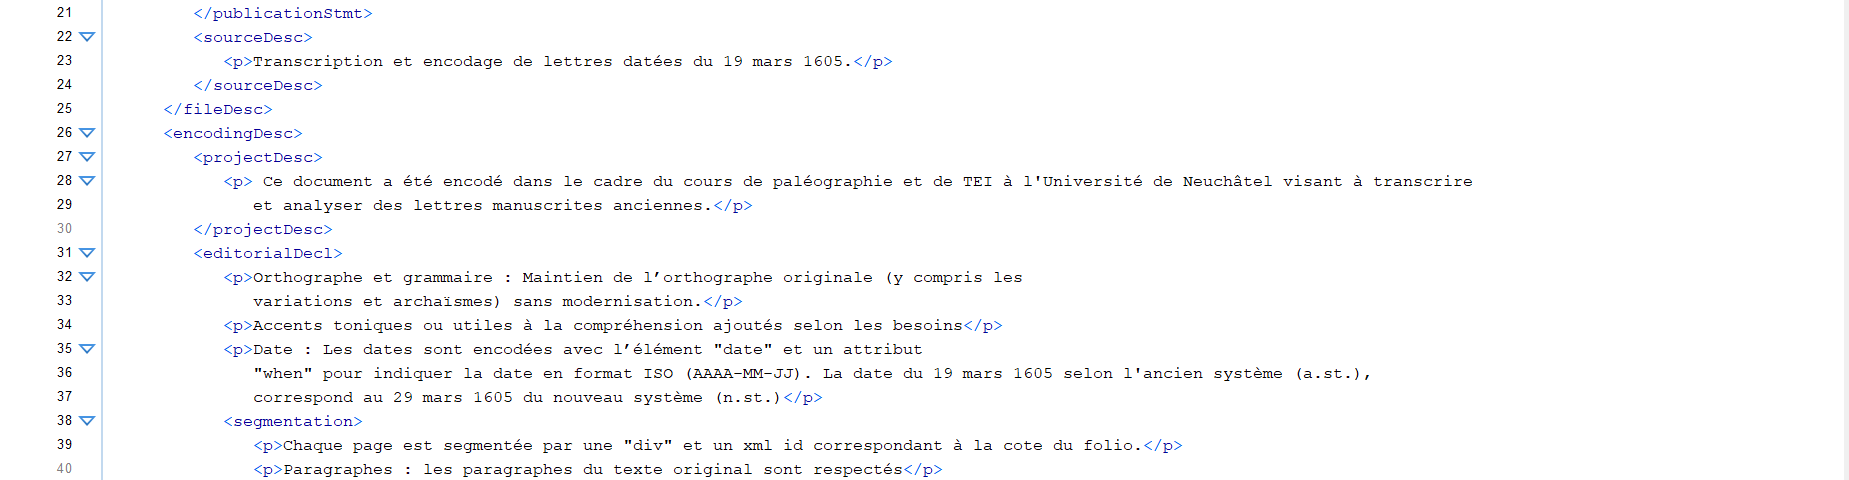 21 </publicationStmt>
22 <sourceDesc>
23 <p>Transcription et encodage de lettres datées du 19 mars 1605.</p>
24 </sourceDesc>
25 </fileDesc>
26 <encodingDesc>
27 <projectDesc>
28 <p> Ce document a été encodé dans le cadre du cours de paléographie et de TEI à l'Université de Neuchâtel visant à transcrire
29 et analyser des lettres manuscrites anciennes.</p>
30 </projectDesc>
31 <editorialDecl>
32 <p>Orthographe et grammaire : Maintien de l’orthographe originale (y compris les
33 variations et archaïsmes) sans modernisation.</p>
34 <p>Accents toniques ou utiles à la compréhension ajoutés selon les besoins</p>
35 <p>Date : Les dates sont encodées avec l’élément "date" et un attribut
36 "when" pour indiquer la date en format ISO (AAAA-MM-JJ). La date du 19 mars 1605 selon l'ancien système (a.st.),
37 correspond au 29 mars 1605 du nouveau système (n.st.)</p>
38 <segmentation>
39 <p>Chaque page est segmentée par une "div" et un xml id correspondant à la cote du folio.</p>
40 <p>Paragraphes : les paragraphes du texte original sont respectés</p>